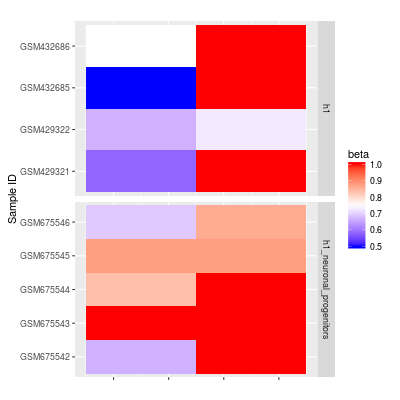 GSM432686
GSM432685
GSM429322
GSM429321
h1
GSM675546
GSM675545
GSM675544
GSM675543
GSM675542
h1_neuronal_progenitors
Sample ID
beta
1.0
0.9
0.8
0.7
0.6
0.5